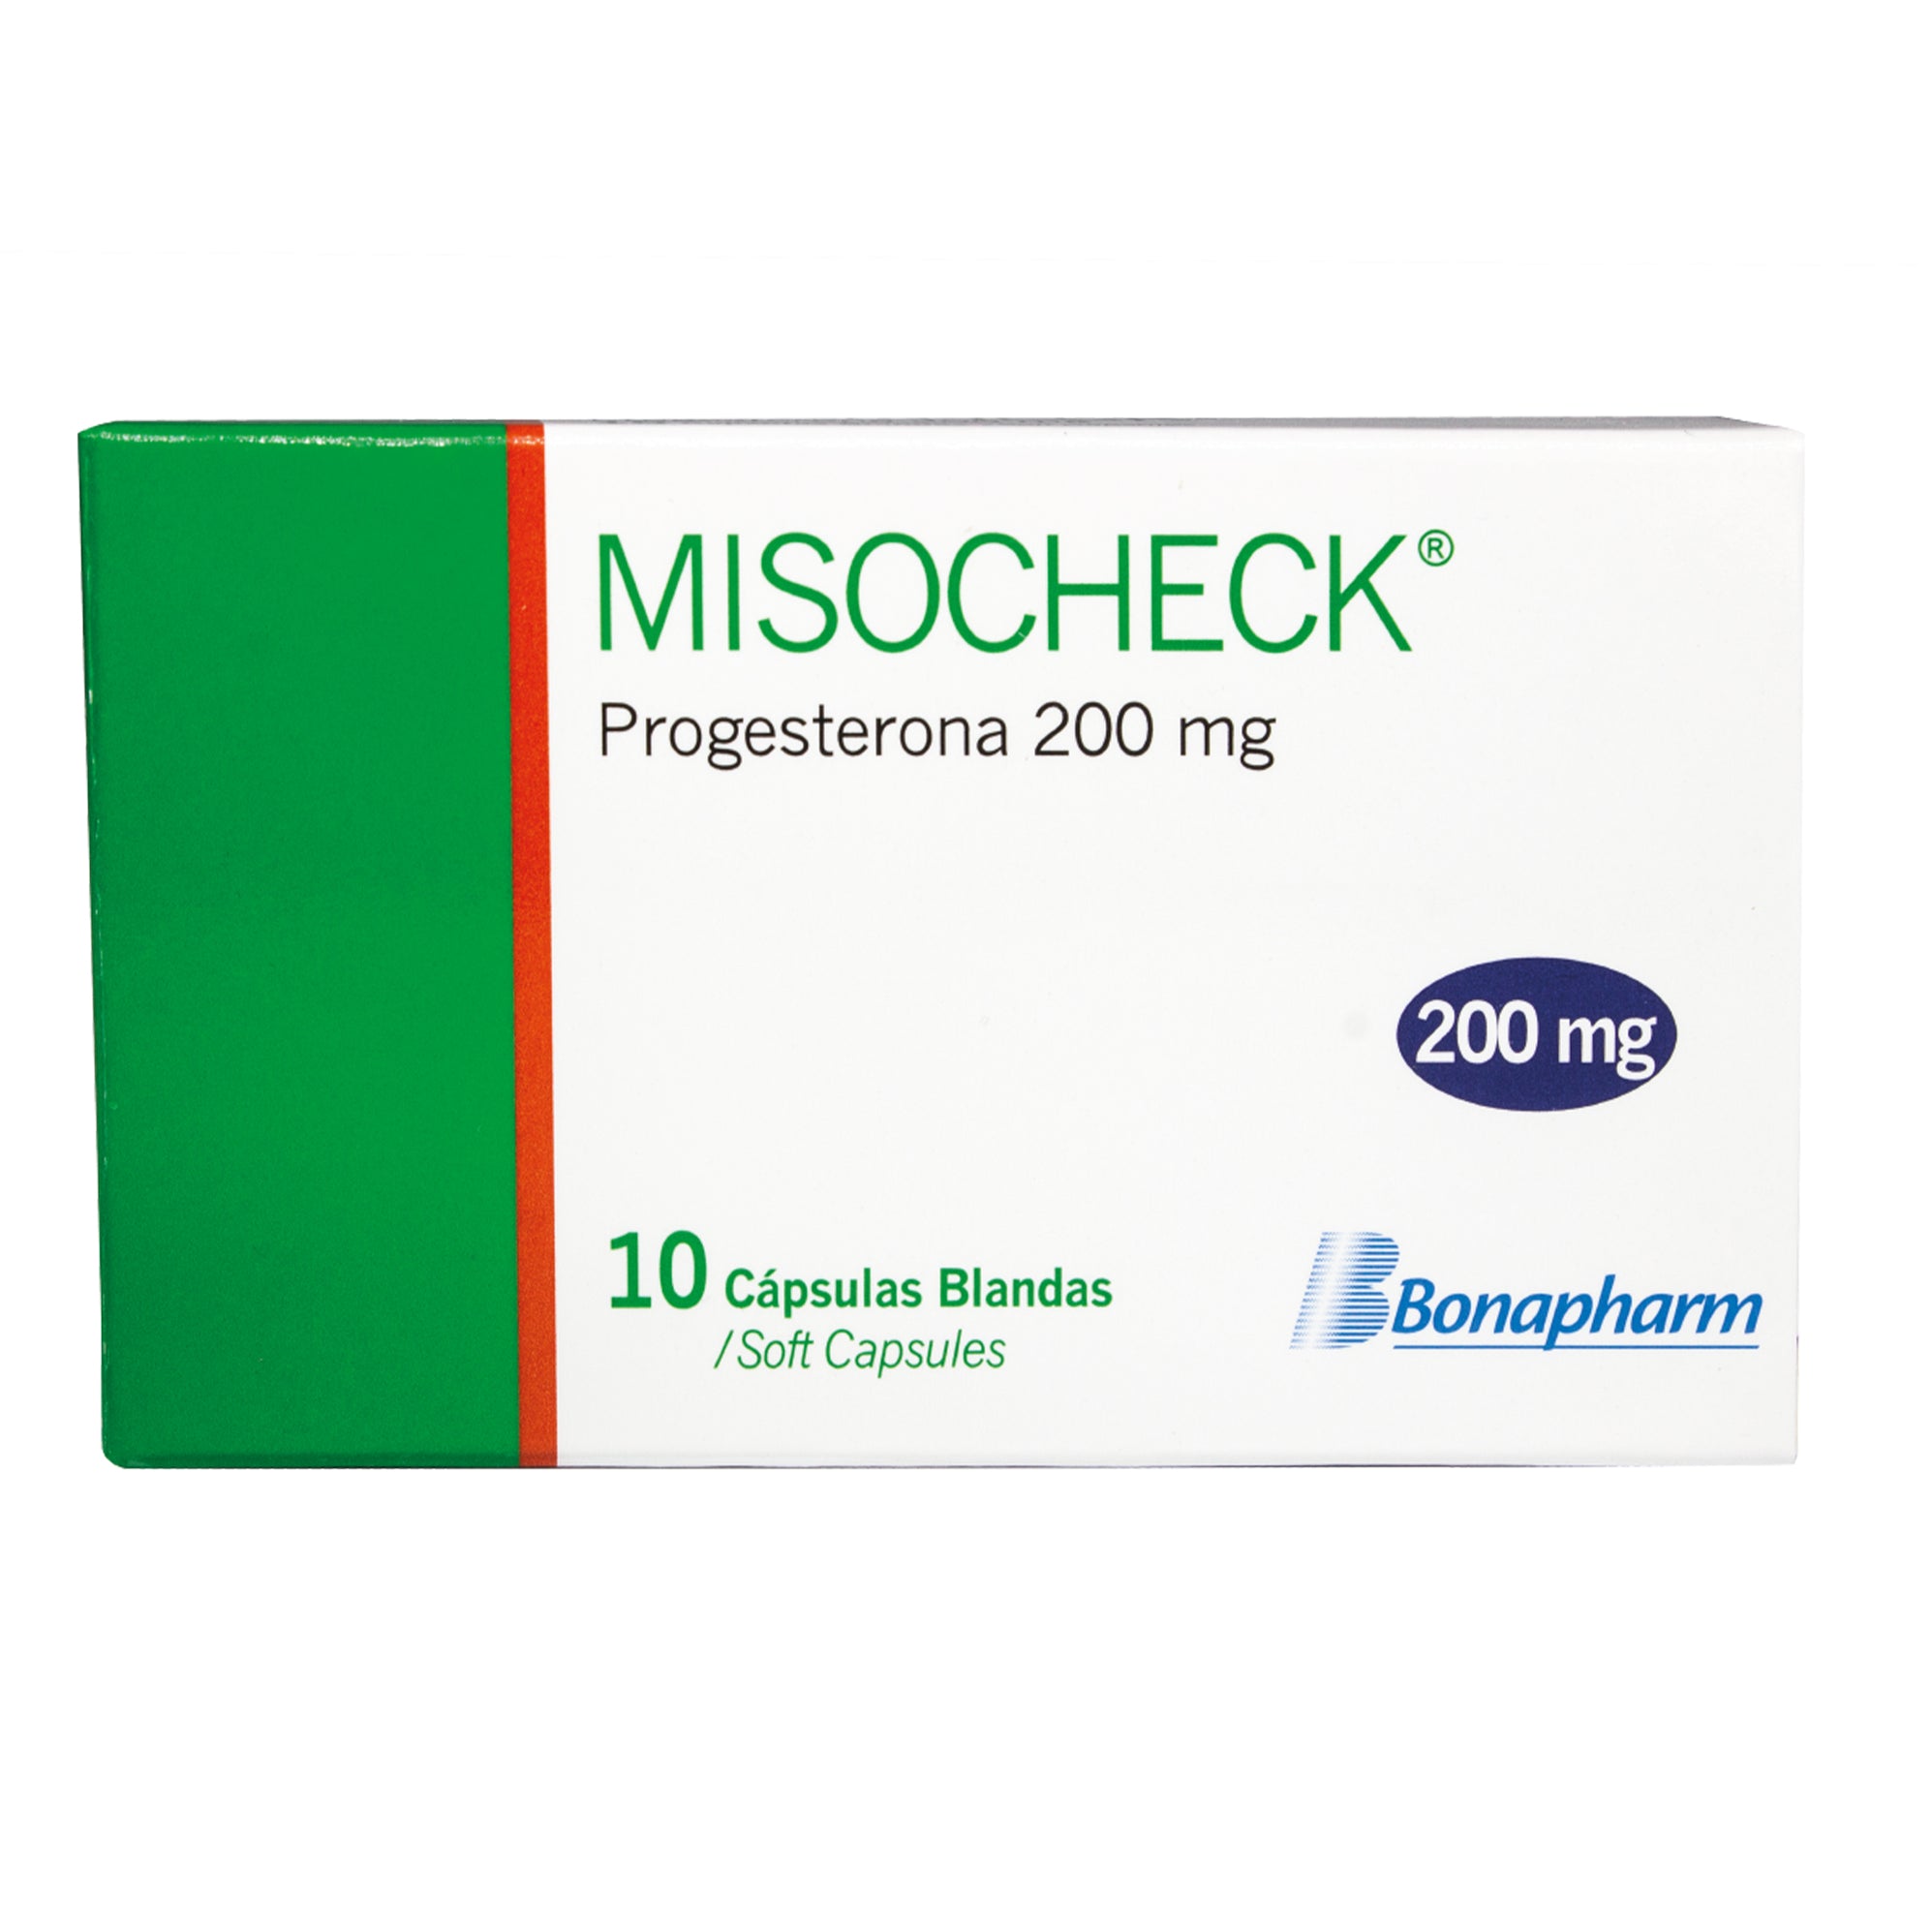 MISOCHECK®
Progesterona 200 mg
200 mg
10 Cápsulas Blandas
/Soft Capsules
Bonapharm